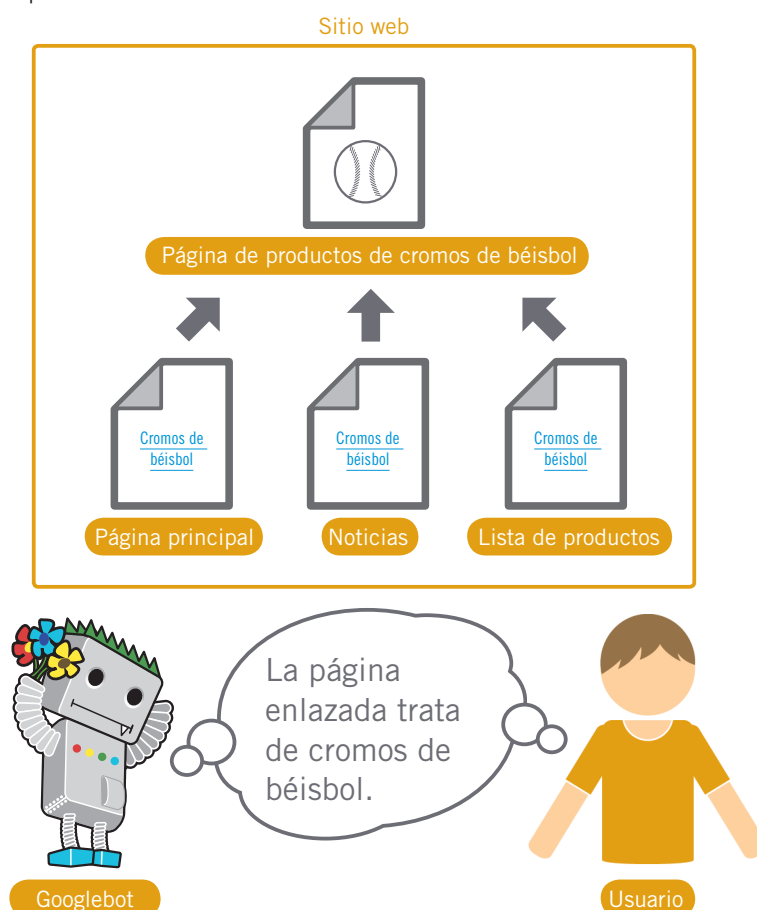 Sitio web
Página de productos de cromos de béisbol
Cromos de
béisbol
Cromos de
béisbol
Cromos de
béisbol
Página principal
Noticias
Lista de productos
La página
enlazada trata
de cromos de
béisbol.
Googlebot
Usuario